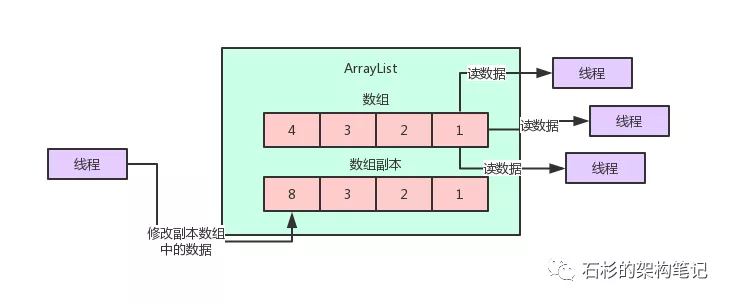 ArrayList
数组
4 3 2 1
读数据
线程
读数据
线程
读数据
线程
数组副本
8 3 2 1
线程
修改副本数组
中的数据
石杉的架构笔记